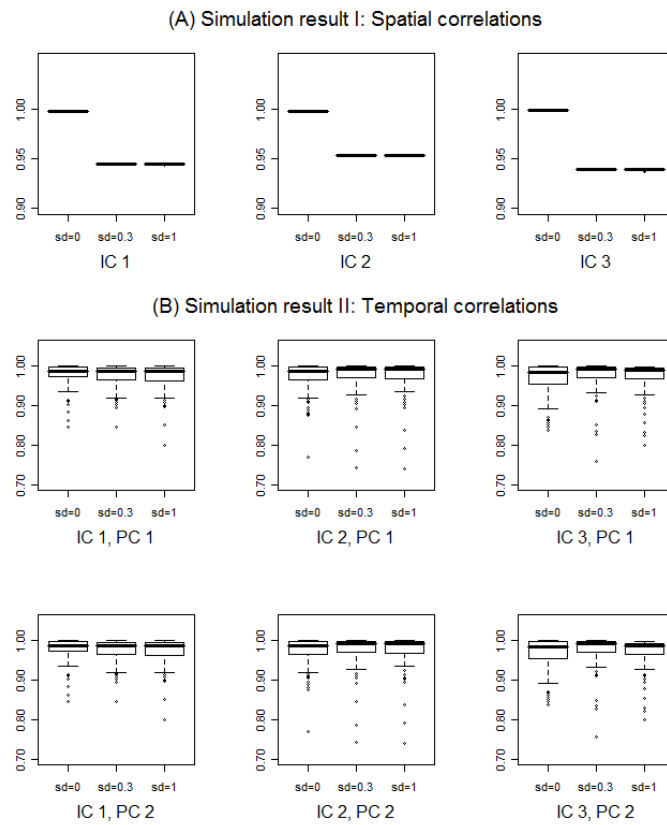 (A) Simulation result I: Spatial correlations
1.00
0.95
0.90
sd=0 sd=0.3 sd=1
IC 1
1.00
0.95
0.90
sd=0 sd=0.3 sd=1
IC 2
1.00
0.95
0.90
sd=0 sd=0.3 sd=1
IC 3
(B) Simulation result II: Temporal correlations
1.00
0.90
0.80
0.70
sd=0 sd=0.3 sd=1
IC 1, PC 1
1.00
0.90
0.80
0.70
sd=0 sd=0.3 sd=1
IC 2, PC 1
1.00
0.90
0.80
0.70
sd=0 sd=0.3 sd=1
IC 3, PC 1
1.00
0.90
0.80
0.70
sd=0 sd=0.3 sd=1
IC 1, PC 2
1.00
0.90
0.80
0.70
sd=0 sd=0.3 sd=1
IC 2, PC 2
1.00
0.90
0.80
0.70
sd=0 sd=0.3 sd=1
IC 3, PC 2